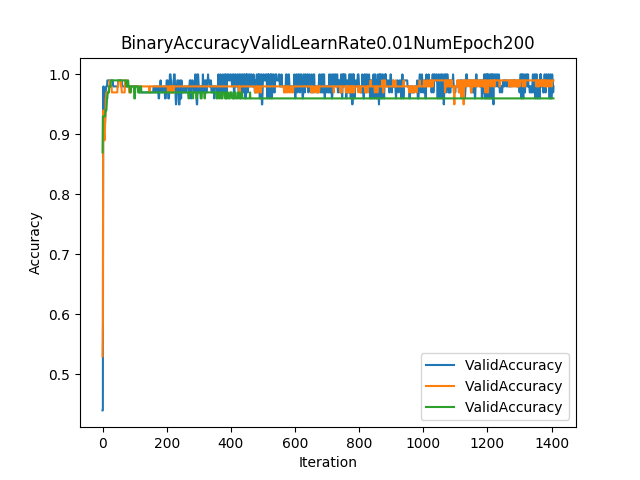 BinaryAccuracyValidLearnRate0.01NumEpoch200
1.0
0.9
0.8
0.7
0.6
0.5
Accuracy
ValidAccuracy
ValidAccuracy
ValidAccuracy
0 200 400 600 800 1000 1200 1400
Iteration